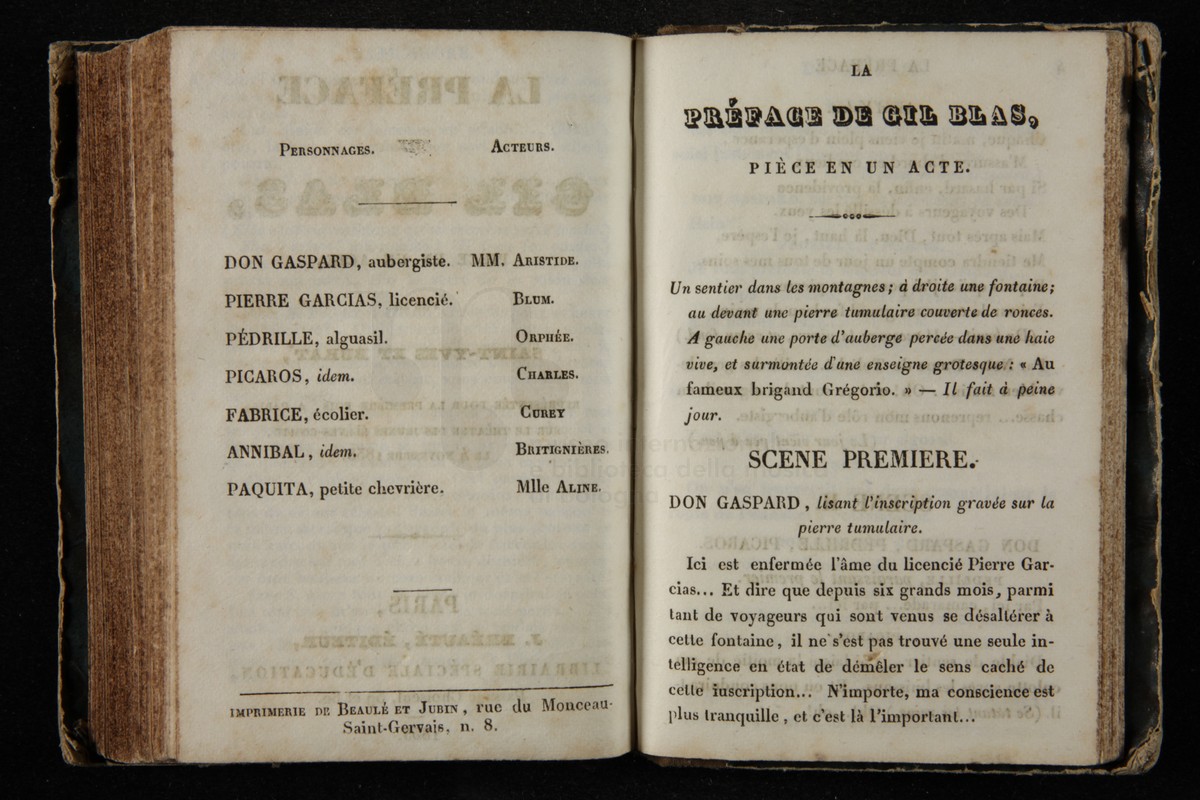 PERSONNAGES. ACTEURS.
DON GASPARD, aubergiste. MM. ARISTIDE.
PIERRE GARCIAS, licencié. BLUM.
PÉDRILLE, alguasil. ORPHÉE.
PICAROS, idem. CHARLES.
FABRICE, écolier. CUREY
ANNIBAL, idem. BRITIGNIÈRES.
PAQUITA, petite chevrière. Mlle ALINE.
IMPRIMERIE DE BEAULÉ ET JUBIN, rue du Monceau-
Saint-Gervais, n. 8.
LA
PRÉFACE DE GIL BLAS,
PIÈCE EN UN ACTE.
Un sentier dans les montagnes; à droite une fontaine;
au devant une pierre tumulaire couverte de ronces.
A gauche une porte d'auberge percée dans une haie
vive, et surmontée d'une enseigne grotesque : « Au
fameux brigand Grégorio. » — Il fait à peine
jour.
SCENE PREMIERE.
DON GASPARD, lisant l'inscription gravée sur la
pierre tumulaire.
Ici est enfermée l'âme du licencié Pierre Gar-
cias... Et dire que depuis six grands mois, parmi
tant de voyageurs qui sont venus se désaltérer à
cette fontaine, il ne s'est pas trouvé une seule in-
telligence en état de démêler le sens caché de
cette inscription... N'importe, ma conscience est
plus tranquille, et c'est là l'important...